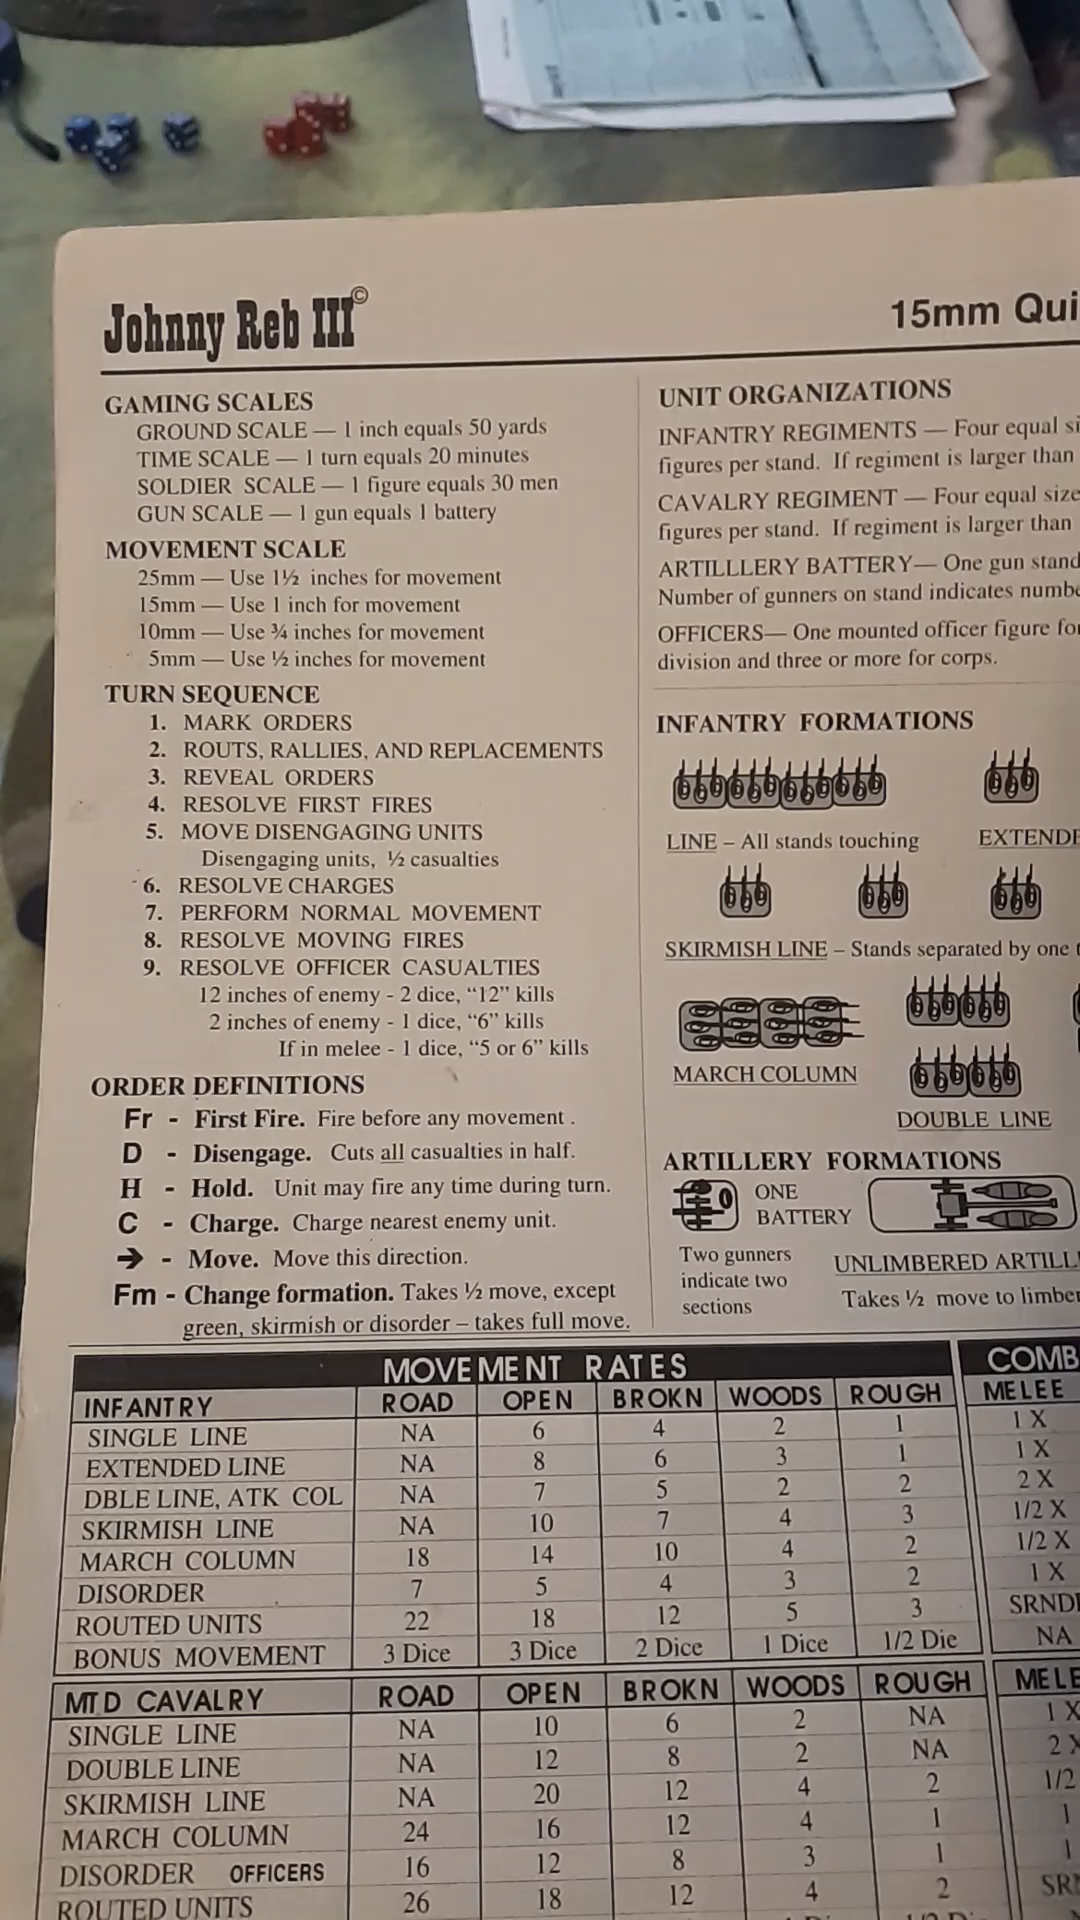 Johnny Reb III©
15mm Qui
GAMING SCALES
GROUND SCALE — 1 inch equals 50 yards
TIME SCALE — 1 turn equals 20 minutes
SOLDIER SCALE — 1 figure equals 30 men
GUN SCALE — 1 gun equals 1 battery
MOVEMENT SCALE
25mm — Use 1½ inches for movement
15mm — Use 1 inch for movement
10mm — Use ¾ inches for movement
5mm — Use ½ inches for movement
TURN SEQUENCE
1. MARK ORDERS
2. ROUTS, RALLIES, AND REPLACEMENTS
3. REVEAL ORDERS
4. RESOLVE FIRST FIRES
5. MOVE DISENGAGING UNITS
Disengaging units, ½ casualties
6. RESOLVE CHARGES
7. PERFORM NORMAL MOVEMENT
8. RESOLVE MOVING FIRES
9. RESOLVE OFFICER CASUALTIES
12 inches of enemy - 2 dice, “12” kills
2 inches of enemy - 1 dice, “6” kills
If in melee - 1 dice, “5 or 6” kills
ORDER DEFINITIONS
Fr - First Fire. Fire before any movement .
D - Disengage. Cuts all casualties in half.
H - Hold. Unit may fire any time during turn.
C - Charge. Charge nearest enemy unit.
➔ - Move. Move this direction.
Fm - Change formation. Takes ½ move, except
green, skirmish or disorder – takes full move.
UNIT ORGANIZATIONS
INFANTRY REGIMENTS — Four equal si
figures per stand. If regiment is larger than
CAVALRY REGIMENT — Four equal size
figures per stand. If regiment is larger than
ARTILLLERY BATTERY— One gun stand
Number of gunners on stand indicates numbe
OFFICERS— One mounted officer figure for
division and three or more for corps.
INFANTRY FORMATIONS
LINE – All stands touching
EXTENDE
SKIRMISH LINE – Stands separated by one t
MARCH COLUMN
DOUBLE LINE
ARTILLERY FORMATIONS
ONE
BATTERY
Two gunners
indicate two
sections
UNLIMBERED ARTILL
Takes ½ move to limber
MOVEMENT RATES COMB
INFANTRY ROAD OPEN BROKN WOODS ROUGH MELEE
SINGLE LINE NA 6 4 2 1 1 X
EXTENDED LINE NA 8 6 3 1 1 X
DBLE LINE, ATK COL NA 7 5 2 2 2 X
SKIRMISH LINE NA 10 7 4 3 1/2 X
MARCH COLUMN 18 14 10 4 2 1/2 X
DISORDER 7 5 4 3 2 1 X
ROUTED UNITS 22 18 12 5 3 SRND
BONUS MOVEMENT 3 Dice 3 Dice 2 Dice 1 Dice 1/2 Die NA
MTD CAVALRY ROAD OPEN BROKN WOODS ROUGH MELE
SINGLE LINE NA 10 6 2 NA 1 X
DOUBLE LINE NA 12 8 2 NA 2 X
SKIRMISH LINE NA 20 12 4 2 1/2
MARCH COLUMN 24 16 12 4 1 1
DISORDER OFFICERS 16 12 8 3 1 1
ROUTED UNITS 26 18 12 4 2 SRN